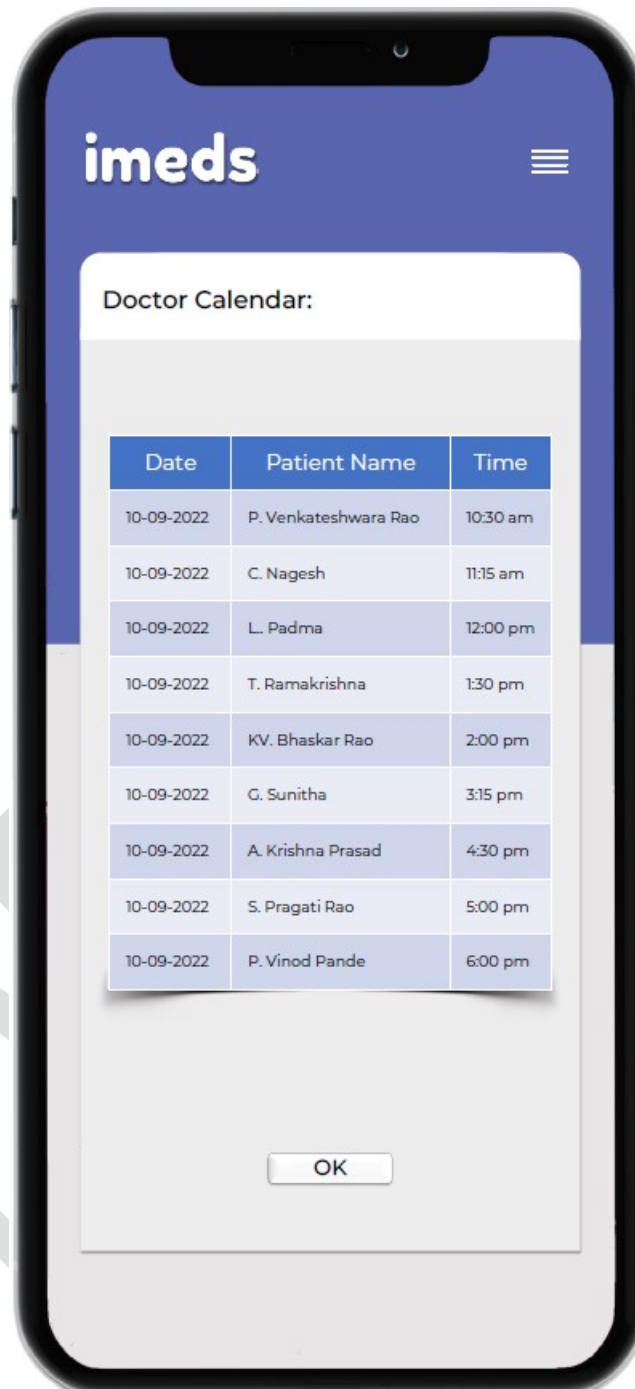 imeds
Doctor Calendar:
Date Patient Name Time
10-09-2022 P. Venkateshwara Rao 10:30 am
10-09-2022 C. Nagesh 11:15 am
10-09-2022 L. Padma 12:00 pm
10-09-2022 T. Ramakrishna 1:30 pm
10-09-2022 KV. Bhaskar Rao 2:00 pm
10-09-2022 G. Sunitha 3:15 pm
10-09-2022 A. Krishna Prasad 4:30 pm
10-09-2022 S. Pragati Rao 5:00 pm
10-09-2022 P. Vinod Pande 6:00 pm
OK